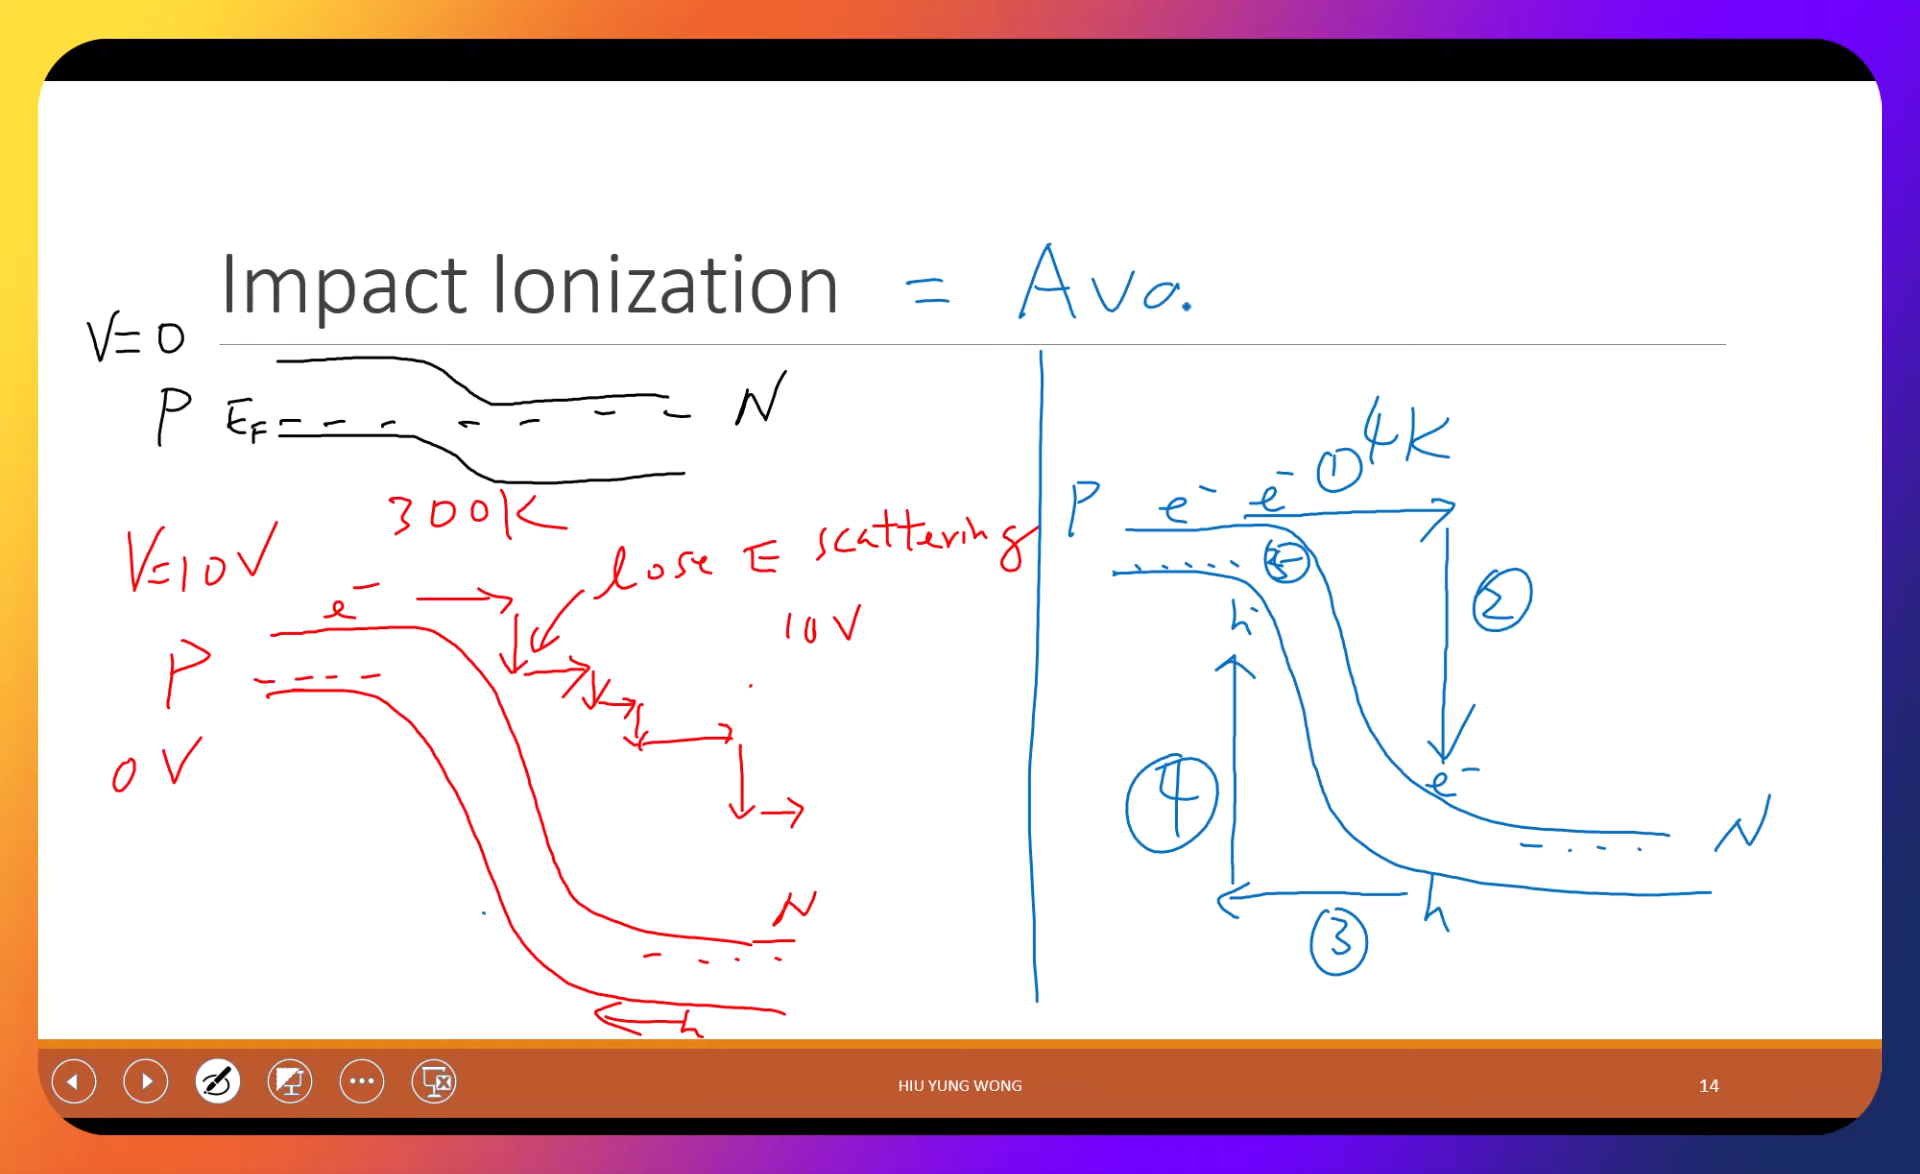 Impact Ionization = Ava.
V=0
P EF N
300K
V=10V
lose E scattering
e-
10V
P
0V
N
h
4K
P e- e- 1
5
2
h
4
e-
N
3 h
HIU YUNG WONG
14